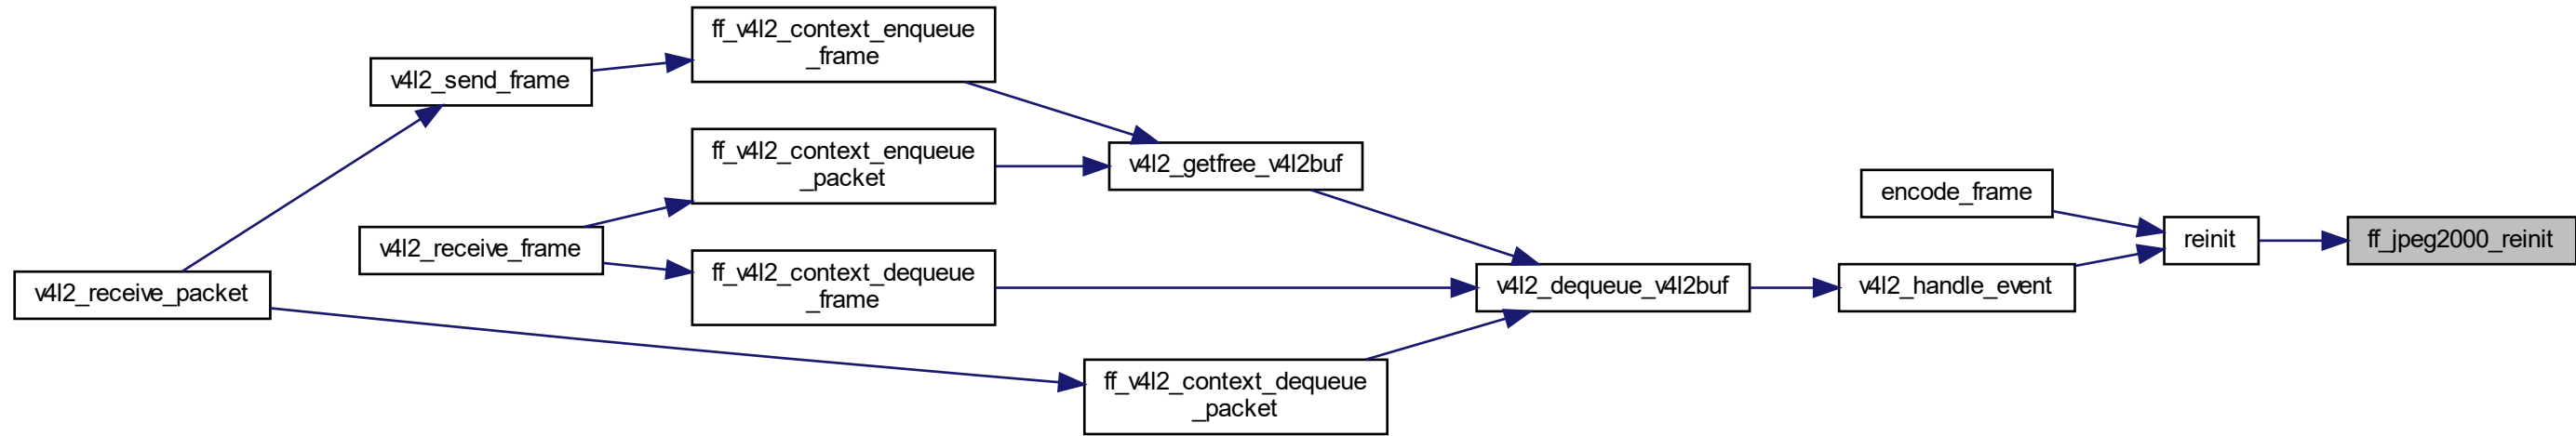 ff_v4l2_context_enqueue
_frame
v4l2_send_frame
ff_v4l2_context_enqueue
_packet
v4l2_getfree_v4l2buf
encode_frame
v4l2_receive_frame
reinit
ff_jpeg2000_reinit
v4l2_receive_packet
ff_v4l2_context_dequeue
_frame
v4l2_dequeue_v4l2buf
v4l2_handle_event
ff_v4l2_context_dequeue
_packet